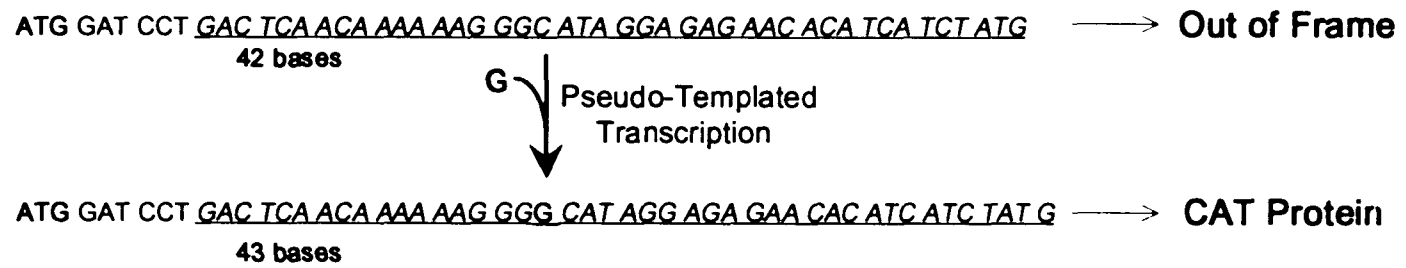 ATG GAT CCT GAC TCA ACA AAA AAG GGC ATA GGA GAG AAC ACA TCA TCT ATG Out of Frame
42 bases
G Pseudo-Templated
Transcription
ATG GAT CCT GAC TCA ACA AAA AAG GGG CAT AGG AGA GAA CAC ATC ATC TAT G CAT Protein
43 bases